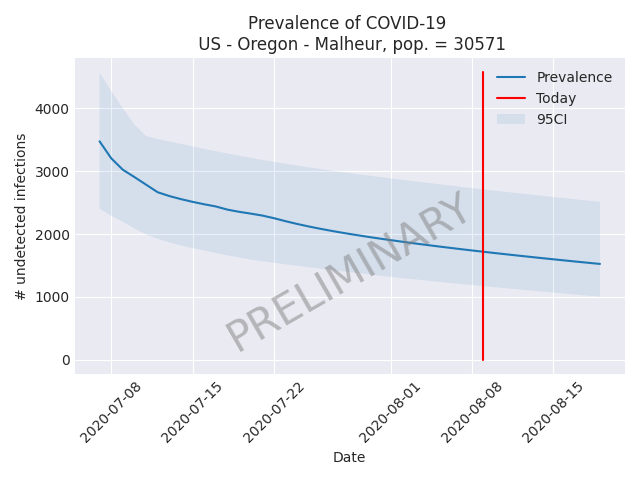 Prevalence of COVID-19
US - Oregon - Malheur, pop. = 30571
Prevalence
Today
95CI
# undetected infections
4000
3000
2000
1000
0
PRELIMINARY
2020-07-08
2020-07-15
2020-07-22
2020-08-01
2020-08-08
2020-08-15
Date